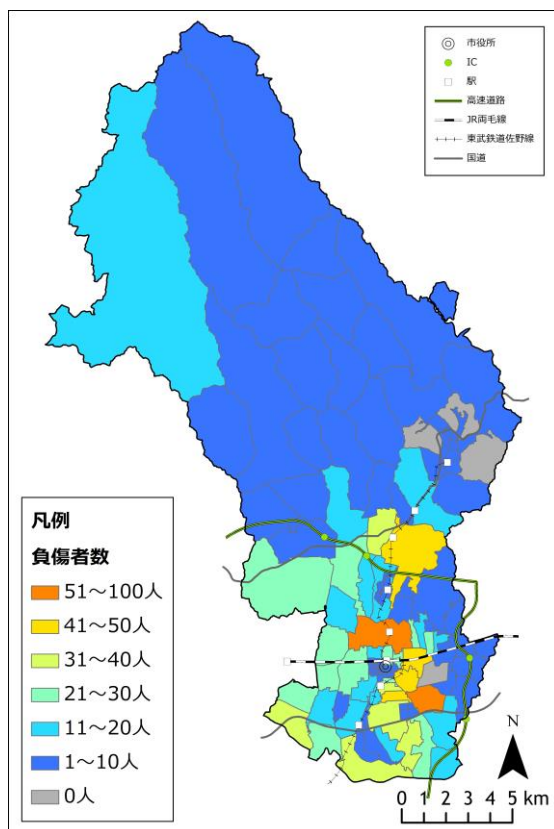 市役所
IC
駅
高速道路
JR両毛線
東武鉄道佐野線
国道
凡例
負傷者数
51～100人
41～50人
31～40人
21～30人
11～20人
1～10人
0人
N
0 1 2 3 4 5 km